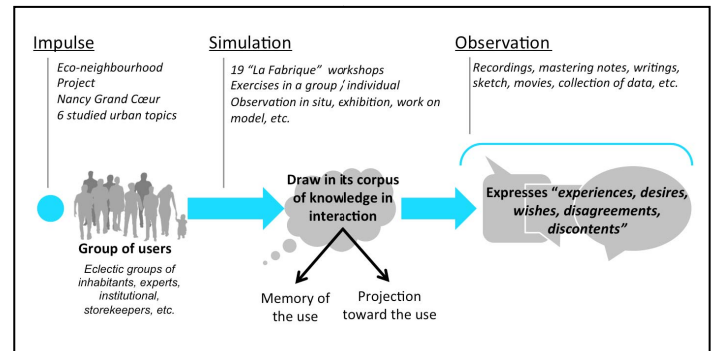 Impulse
Eco-neighbourhood
Project
Nancy Grand Cœur
6 studied urban topics
Simulation
19 "La Fabrique" workshops
Exercises in a group / individual
Observation in situ, exhibition, work on
model, etc.
Observation
Recordings, mastering notes, writings,
sketch, movies, collection of data, etc.
Group of users
Eclectic groups of
inhabitants, experts,
institutional,
storekeepers, etc.
Draw in its corpus
of knowledge in
interaction
Memory of
the use
Projection
toward the use
Expresses "experiences, desires,
wishes, disagreements,
discontents"